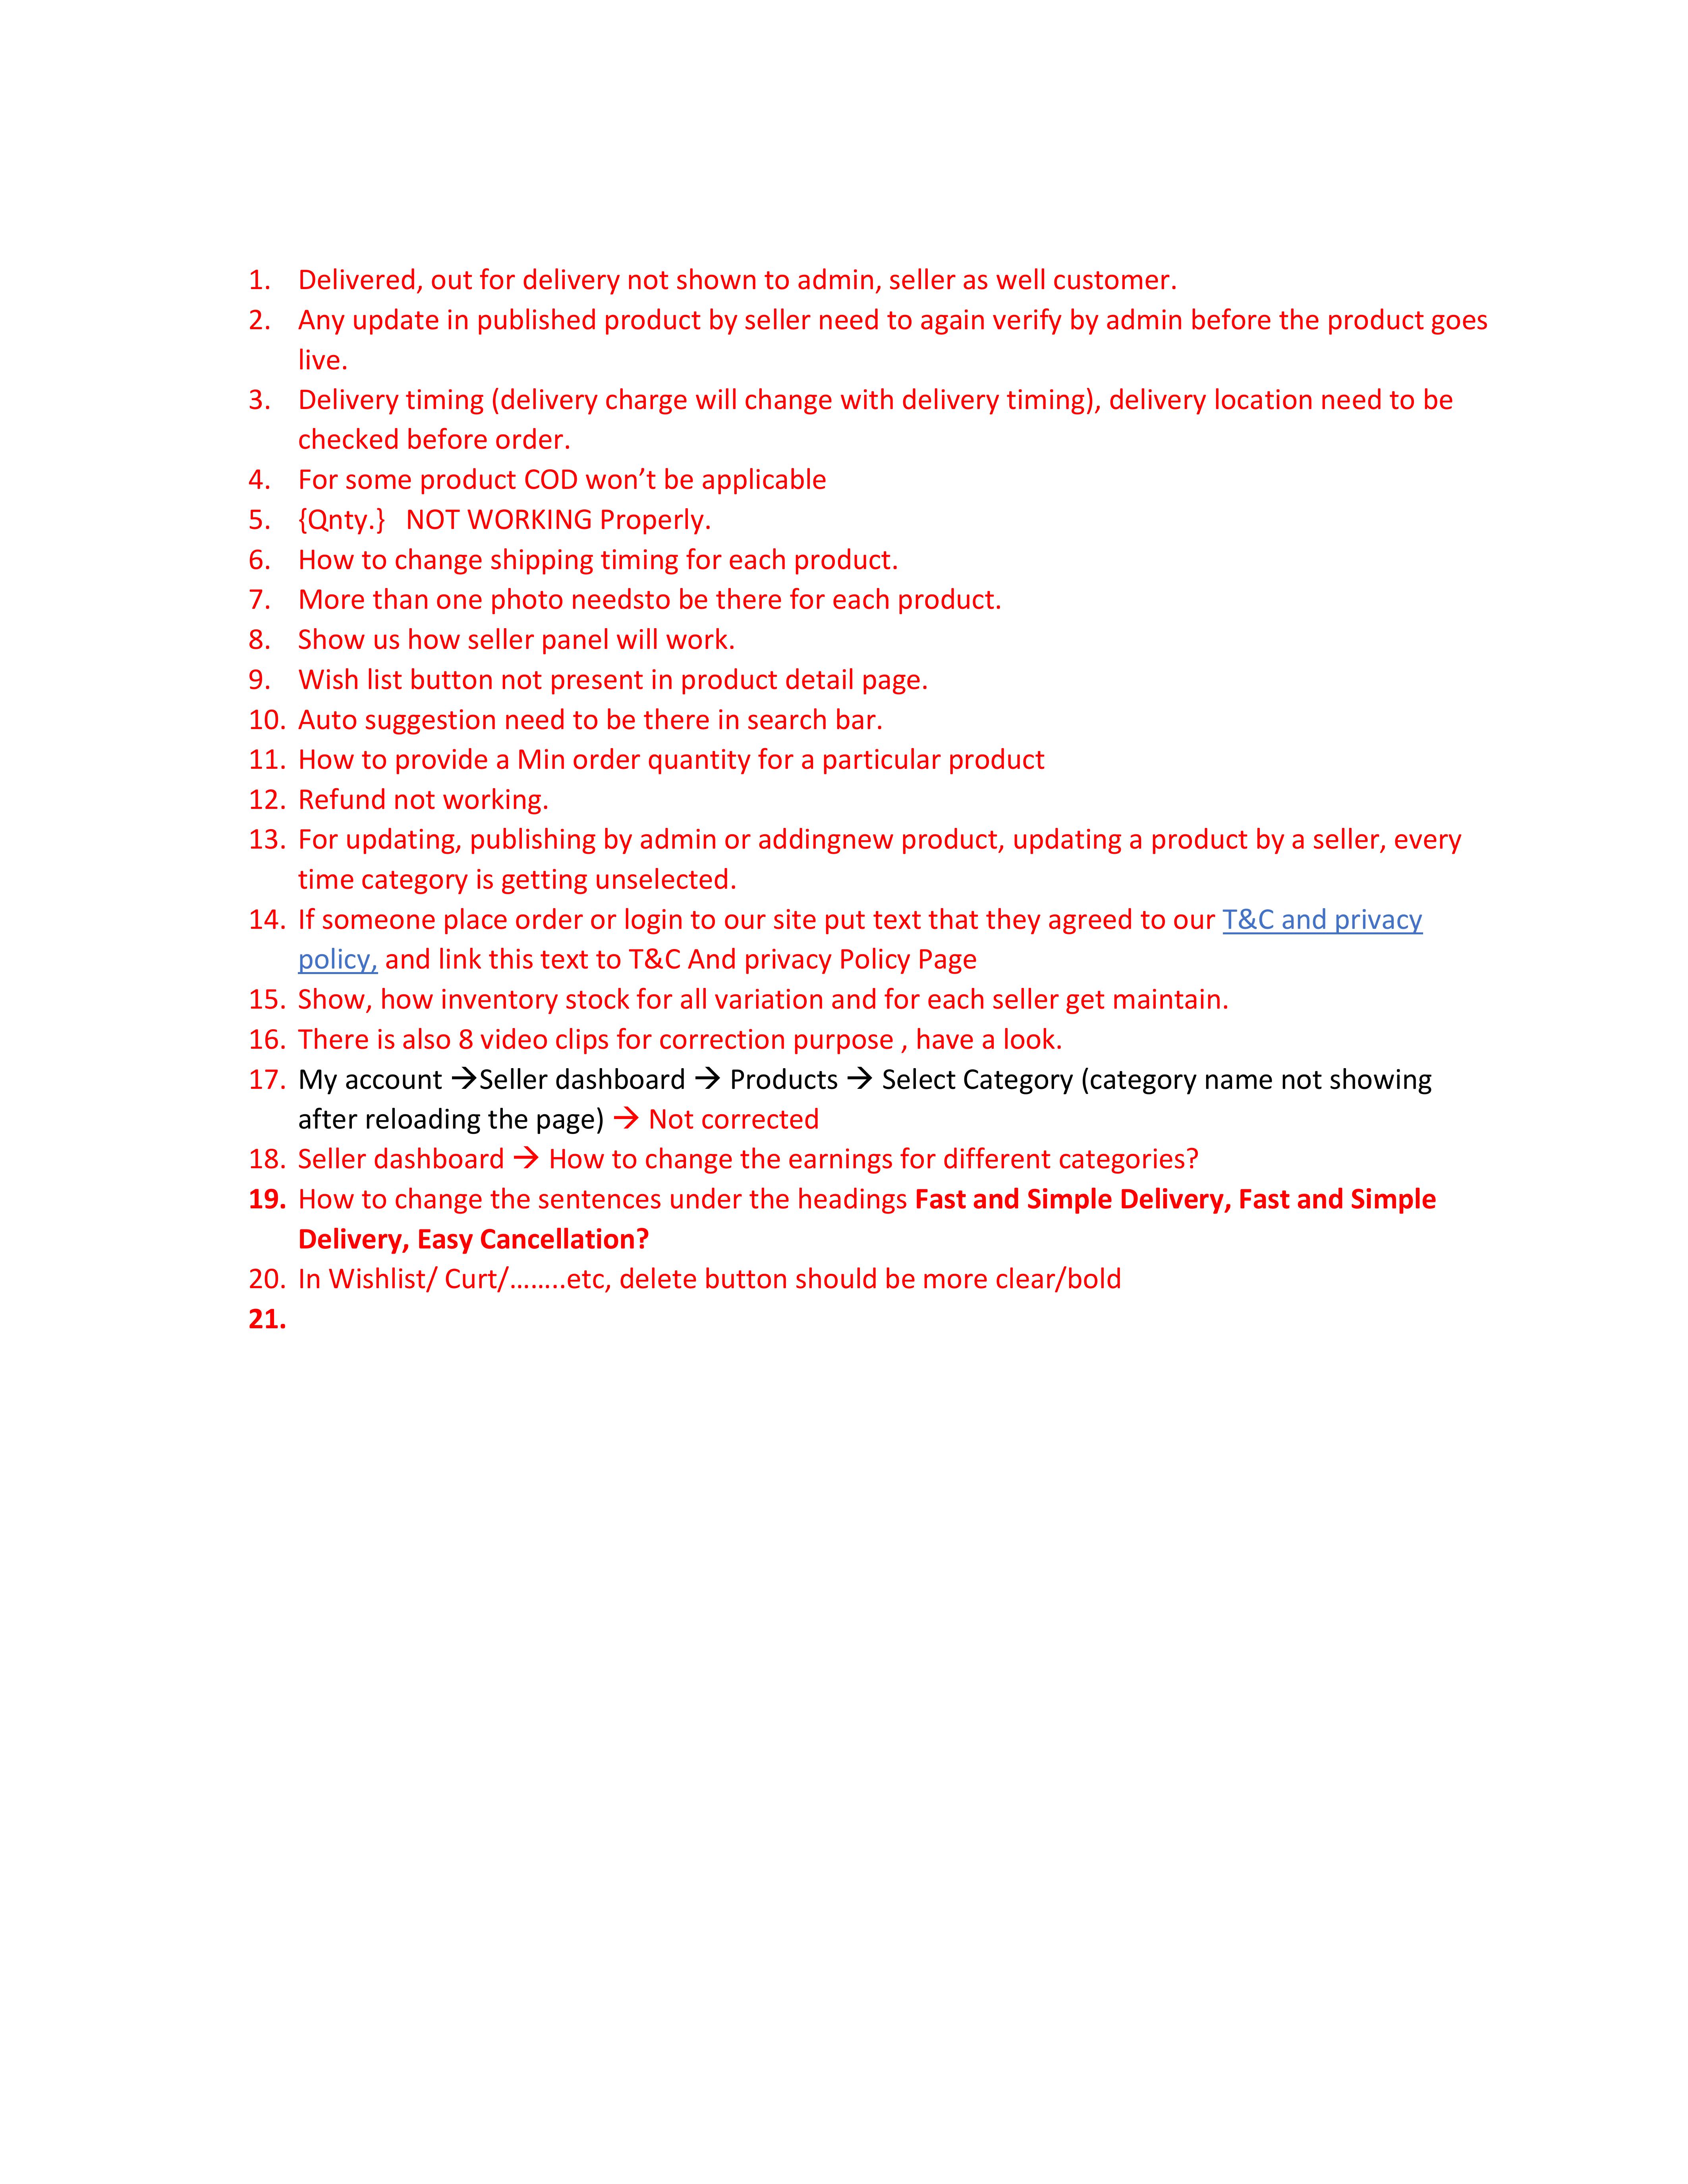 1. Delivered, out for delivery not shown to admin, seller as well customer.
2. Any update in published product by seller need to again verify by admin before the product goes
live.
3. Delivery timing (delivery charge will change with delivery timing), delivery location need to be
checked before order.
4. For some product COD won’t be applicable
5. {Qnty.}   NOT WORKING Properly.
6. How to change shipping timing for each product.
7. More than one photo needsto be there for each product.
8. Show us how seller panel will work.
9. Wish list button not present in product detail page.
10. Auto suggestion need to be there in search bar.
11. How to provide a Min order quantity for a particular product
12. Refund not working.
13. For updating, publishing by admin or addingnew product, updating a product by a seller, every
time category is getting unselected.
14. If someone place order or login to our site put text that they agreed to our T&C and privacy
policy, and link this text to T&C And privacy Policy Page
15. Show, how inventory stock for all variation and for each seller get maintain.
16. There is also 8 video clips for correction purpose , have a look.
17. My account →Seller dashboard → Products → Select Category (category name not showing
after reloading the page) → Not corrected
18. Seller dashboard → How to change the earnings for different categories?
19. How to change the sentences under the headings Fast and Simple Delivery, Fast and Simple
Delivery, Easy Cancellation?
20. In Wishlist/ Curt/……..etc, delete button should be more clear/bold
21.